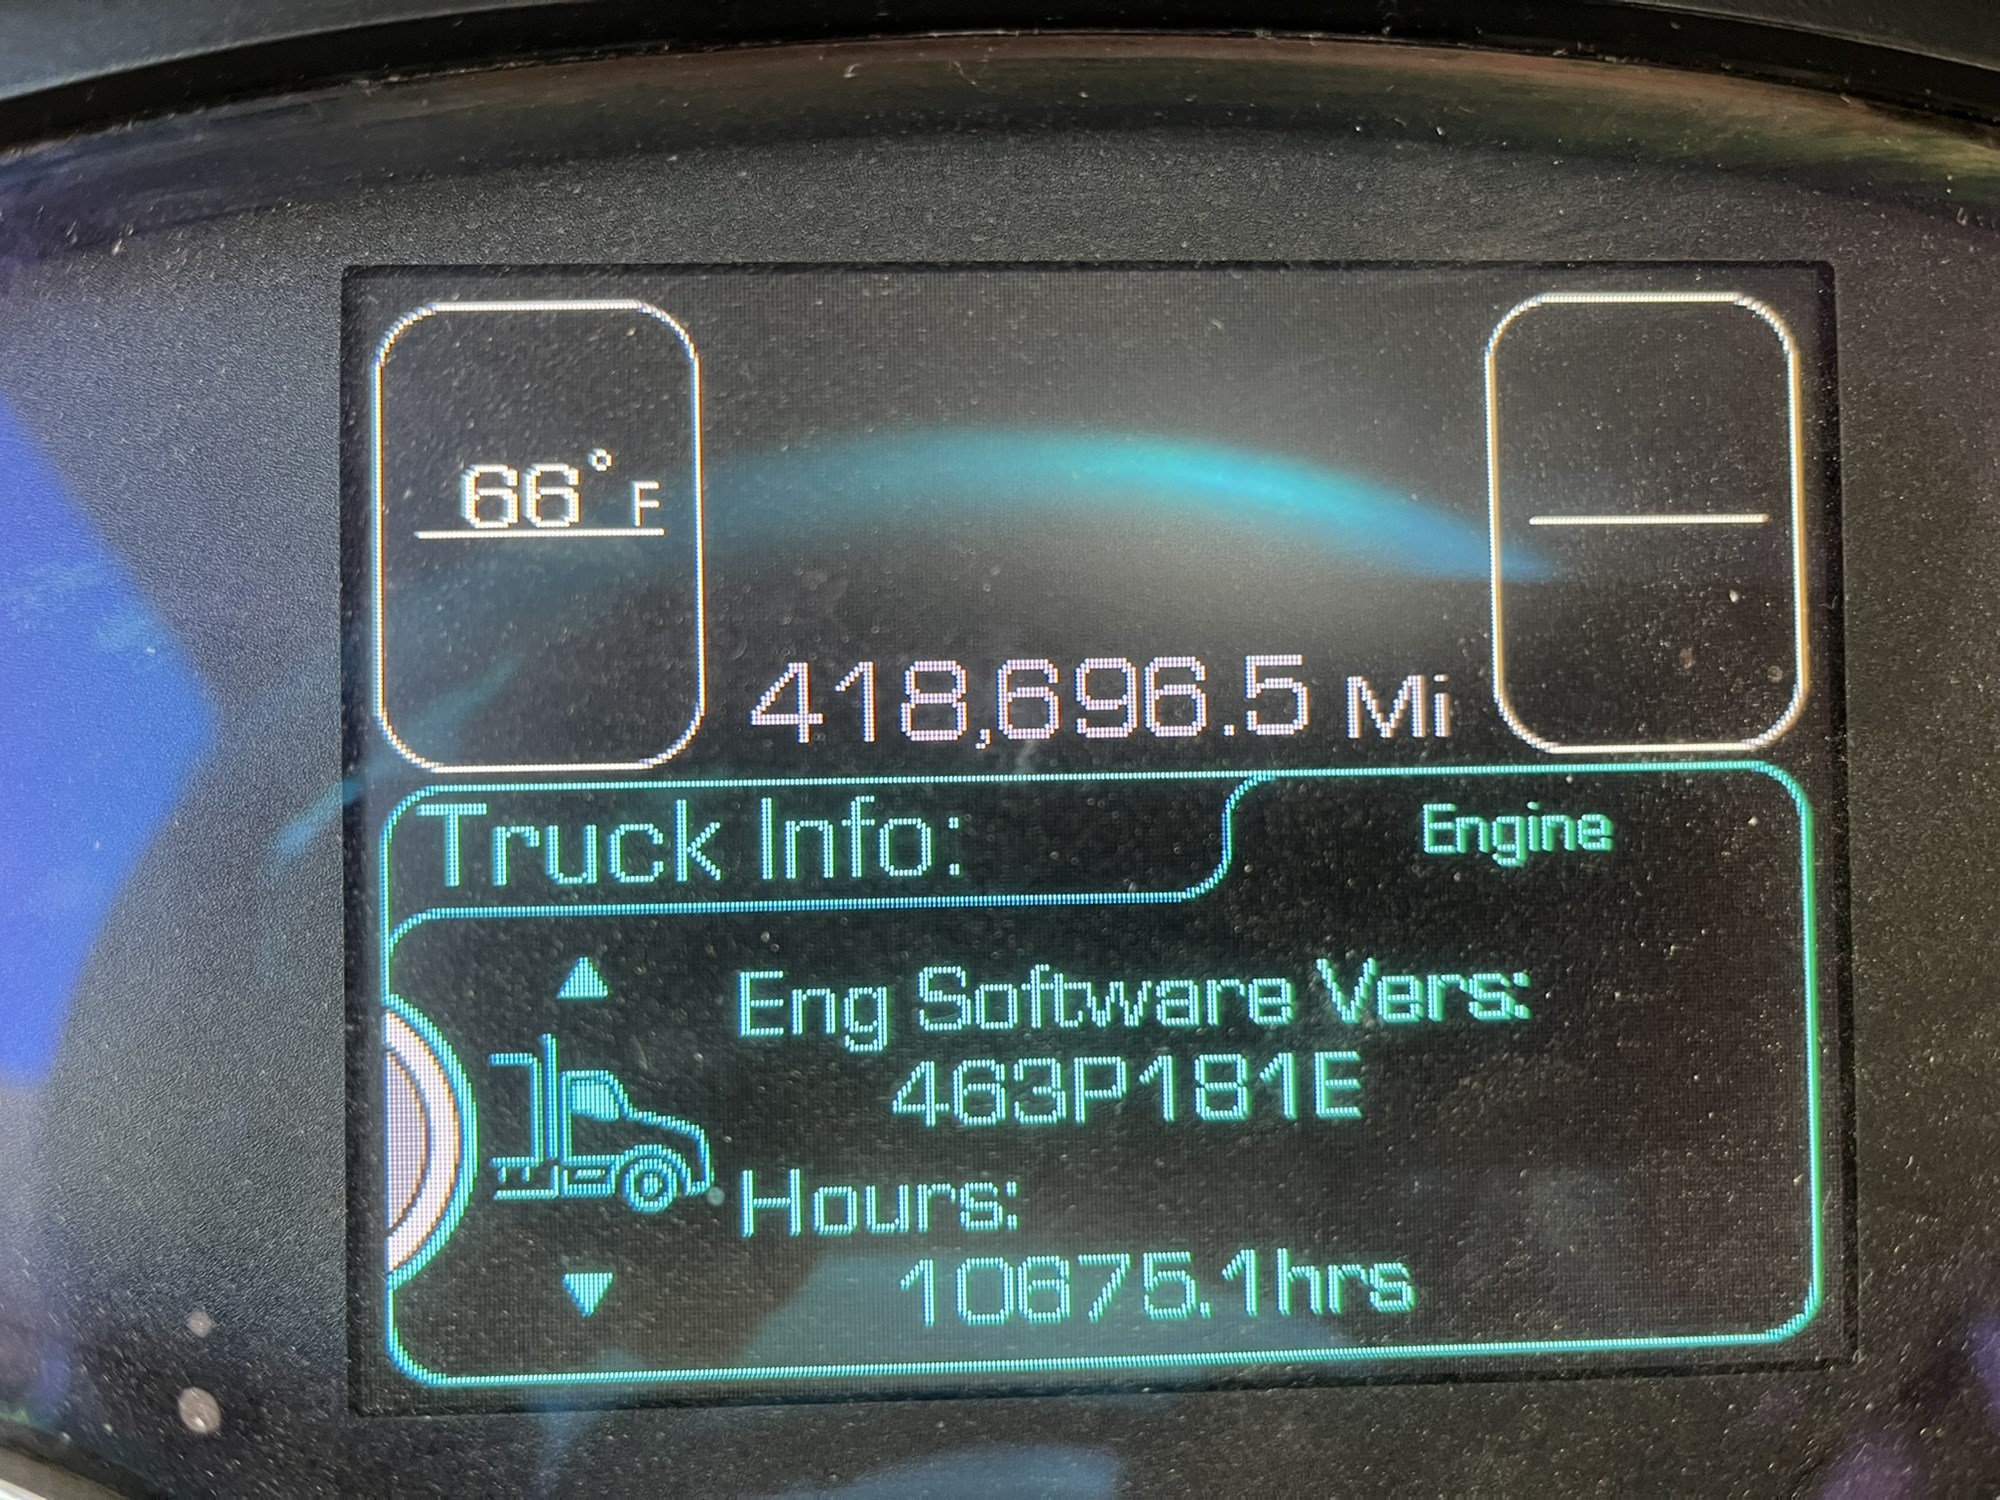 66° F
418,696.5 Mi
Truck Info:
Engine
Eng Software Vers:
463P181E
Hours:
10675.1hrs